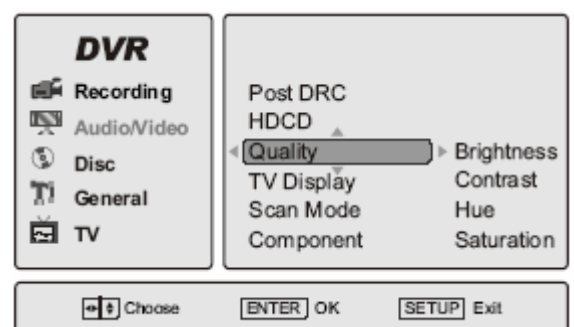 DVR
Recording
Audio/Video
Disc
General
TV
Post DRC
HDCD
Quality
TV Display
Scan Mode
Component
Brightness
Contrast
Hue
Saturation
Choose
ENTER OK
SETUP Exit